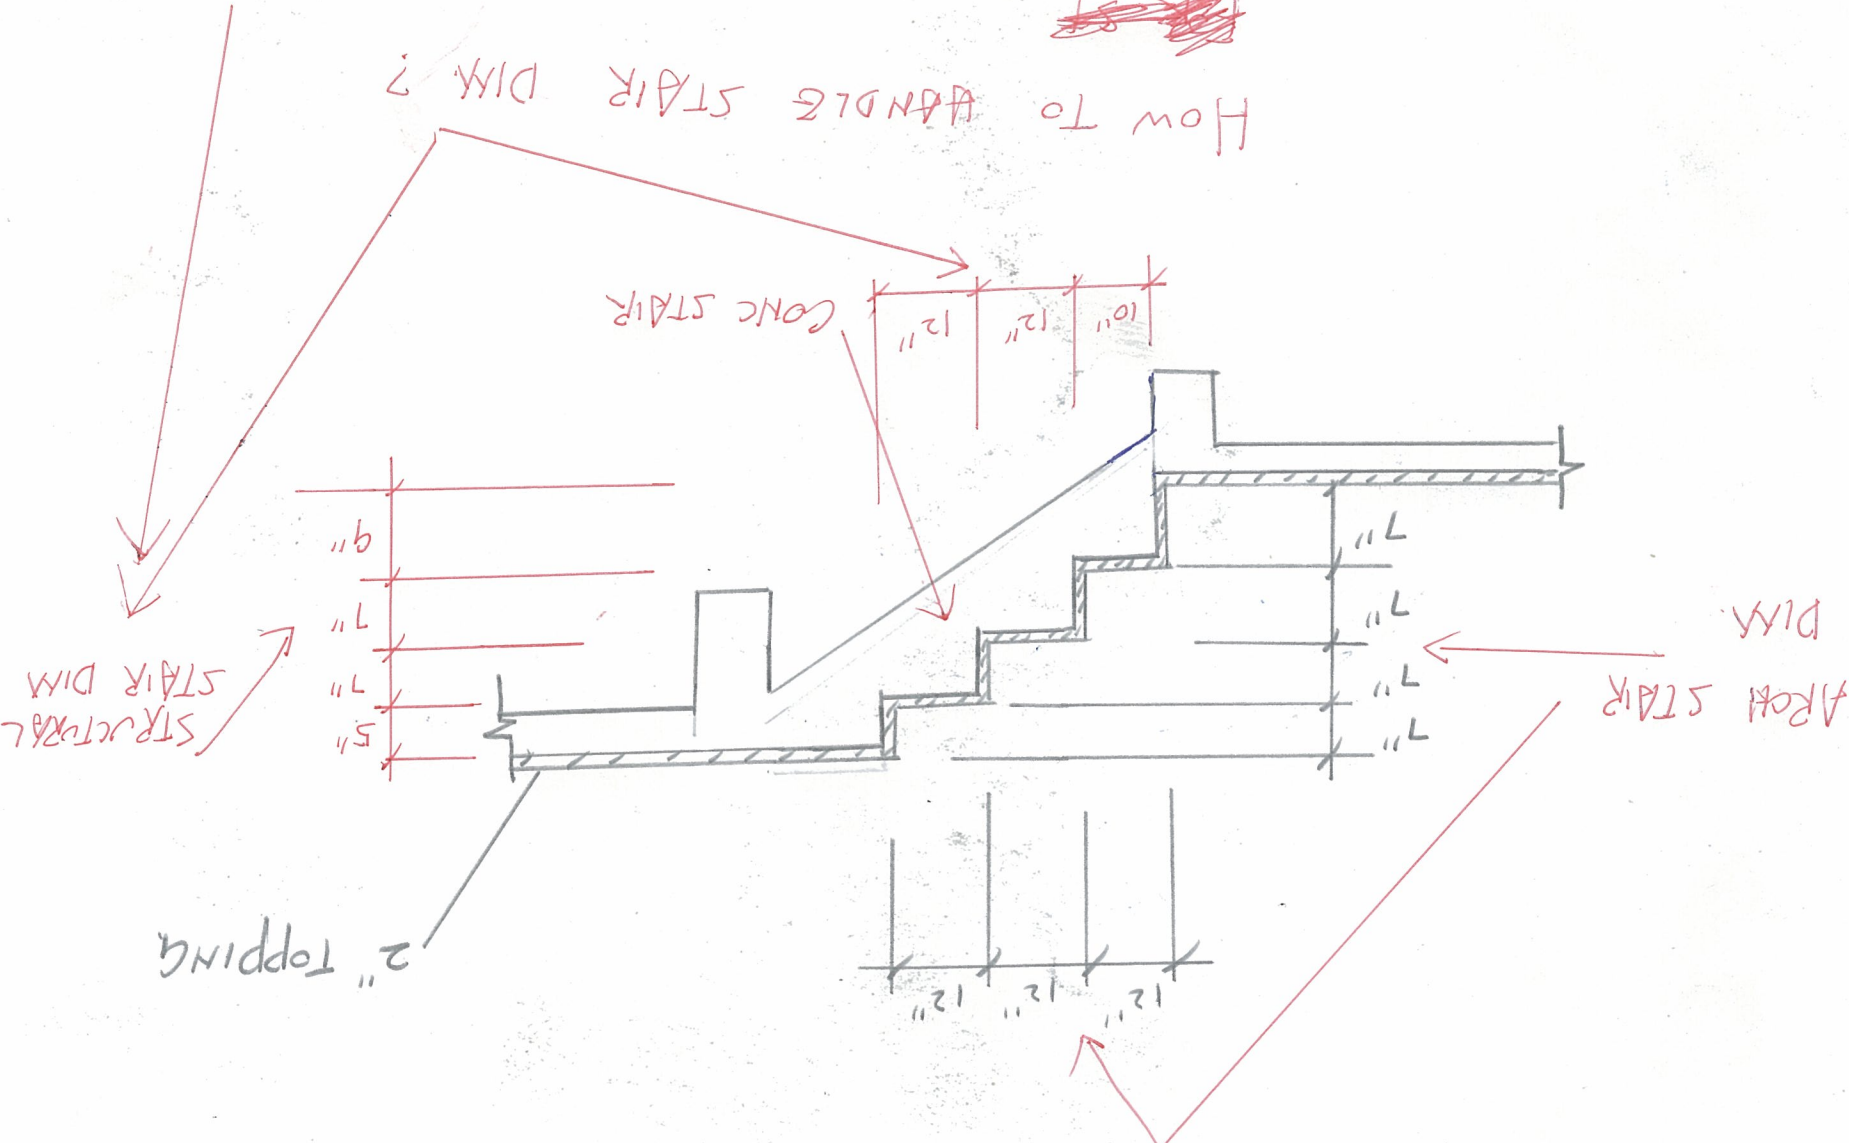 12" 12" 12"
2" TOPPING
7"
5"
ARCH STAIR
DIM
STRUCTURAL
STAIR DIM
7"
7"
7"
7"
7"
9"
10" 12" 12"
CONC STAIR
HOW TO HANDLE STAIR DIM ?